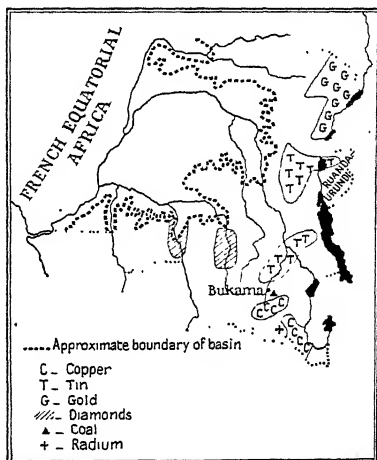 FRENCH EQUATORIAL
AFRICA
G
G G
G G
G G
G
G
T T T T
T T
T T
T
RUANDA-
URUNDI
T T
T T T
T
Bukama
C C C C
C
C
C
C
Approximate boundary of basin
C - Copper
T - Tin
G - Gold
Diamonds
Coal
+ - Radium